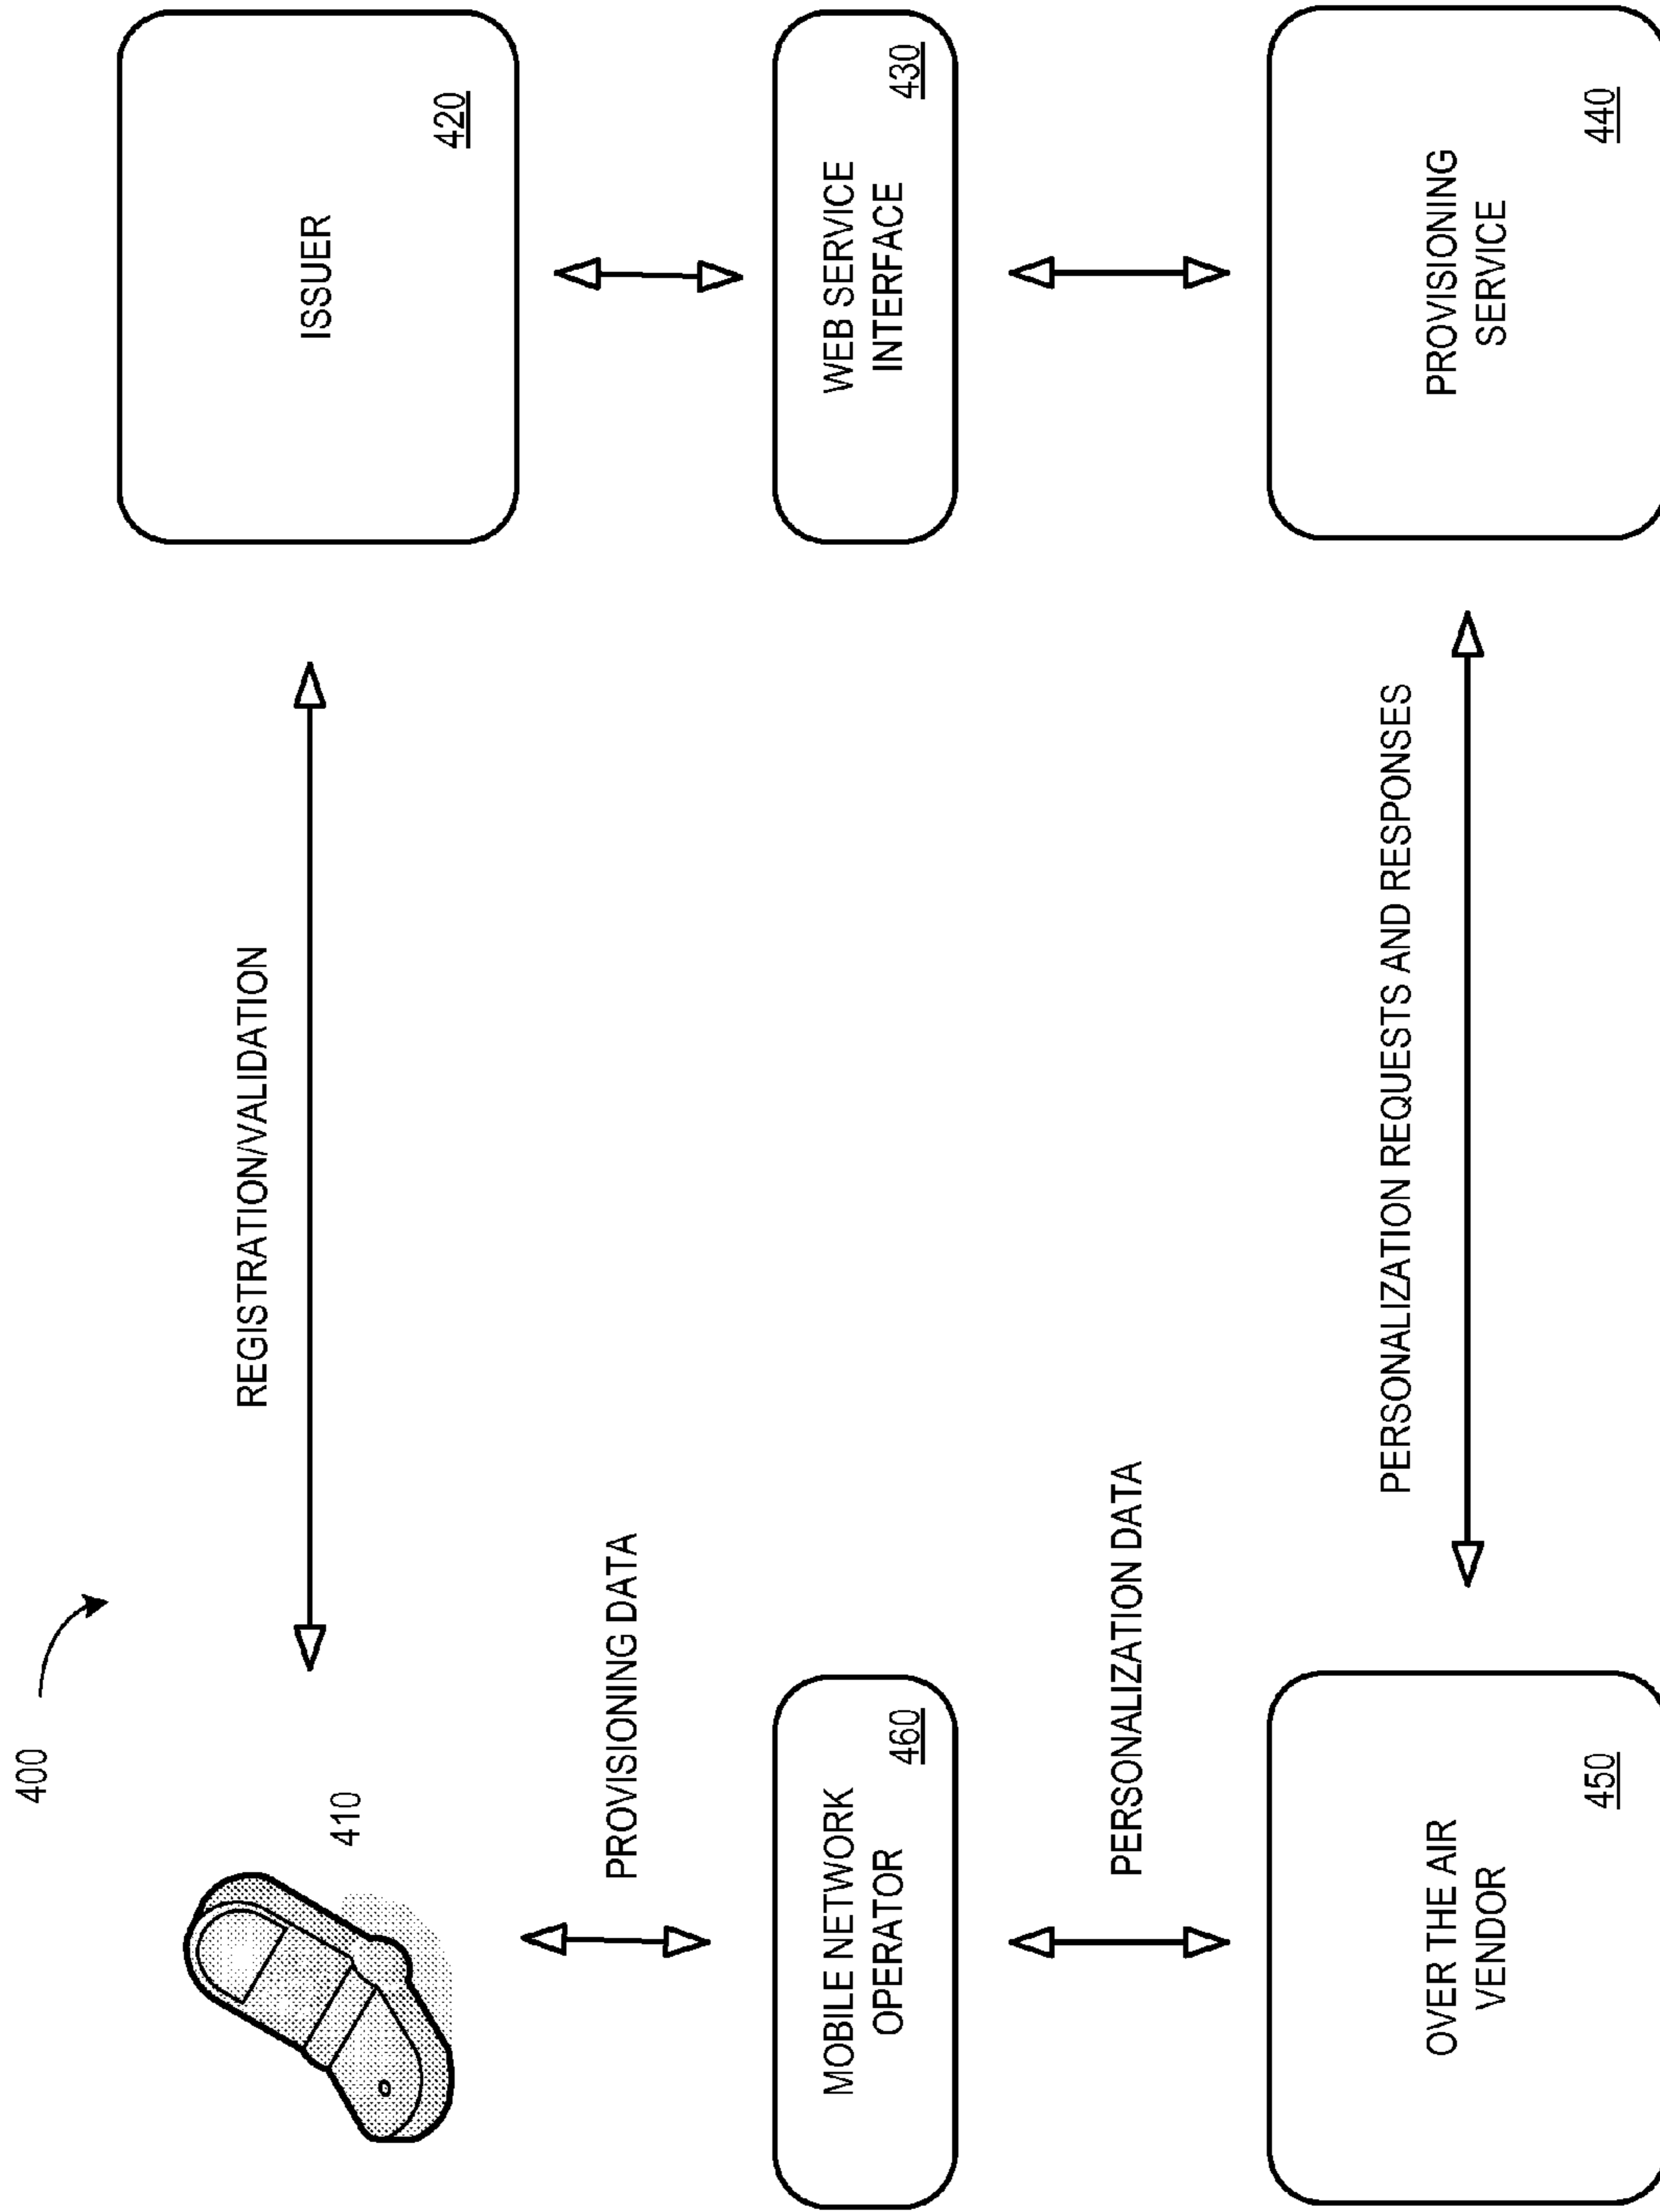 400
410
REGISTRATION/VALIDATION
ISSUER
420
PROVISIONING DATA
MOBILE NETWORK
OPERATOR
460
WEB SERVICE
INTERFACE
430
PERSONALIZATION DATA
OVER THE AIR
VENDOR
450
PERSONALIZATION REQUESTS AND RESPONSES
PROVISIONING
SERVICE
440